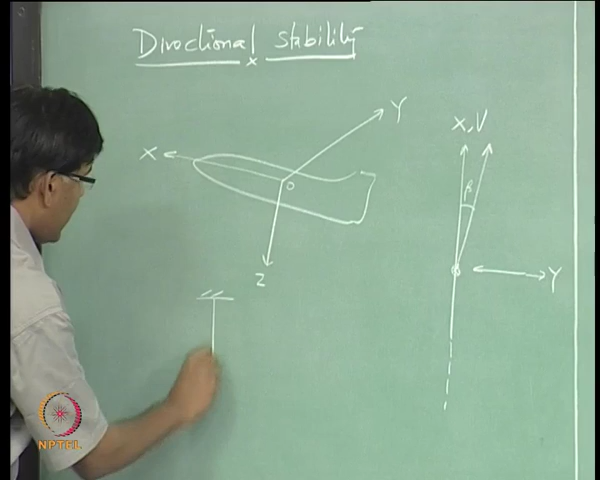 Directional Stability
X
Y
O
Z
X, V
β
Y
NPTEL